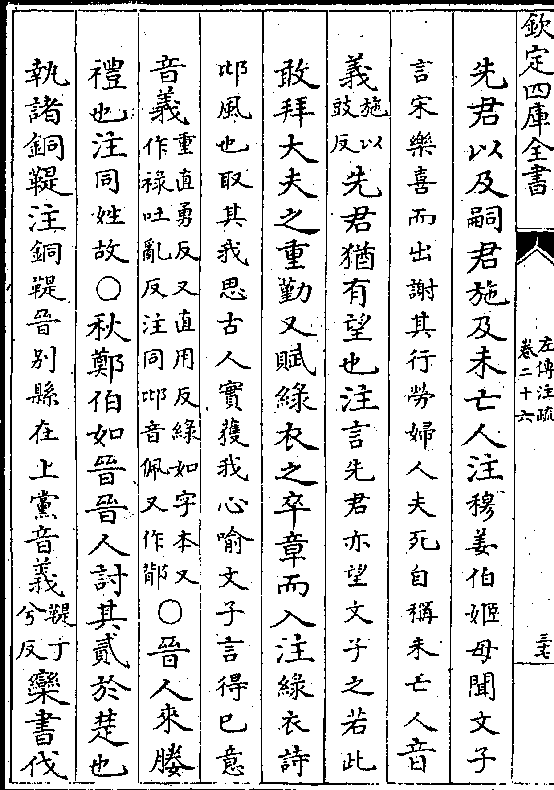 欽定四庫全書
左傳注疏
卷二十六
三七
先君以及嗣君施及未亡人注穆姜伯姬母聞文子
言宋樂喜而出謝其行勞婦人夫死自稱未亡人音
義施以豉反先君猶有望也注言先君亦望文子之若此
敢拜大夫之重勤又賦綠衣之卒章而入注綠衣詩
邶風也取其我思古人實獲我心喻文子言得已意
音義重直勇反又直用反綠如字本又作祿吐亂反注同邶音佩又作鄁○晉人來媵
禮也注同姓故○秋鄭伯如晉晉人討其貳於楚也
執諸銅鞮注銅鞮晉别縣在上黨音義鞮丁兮反欒書伐